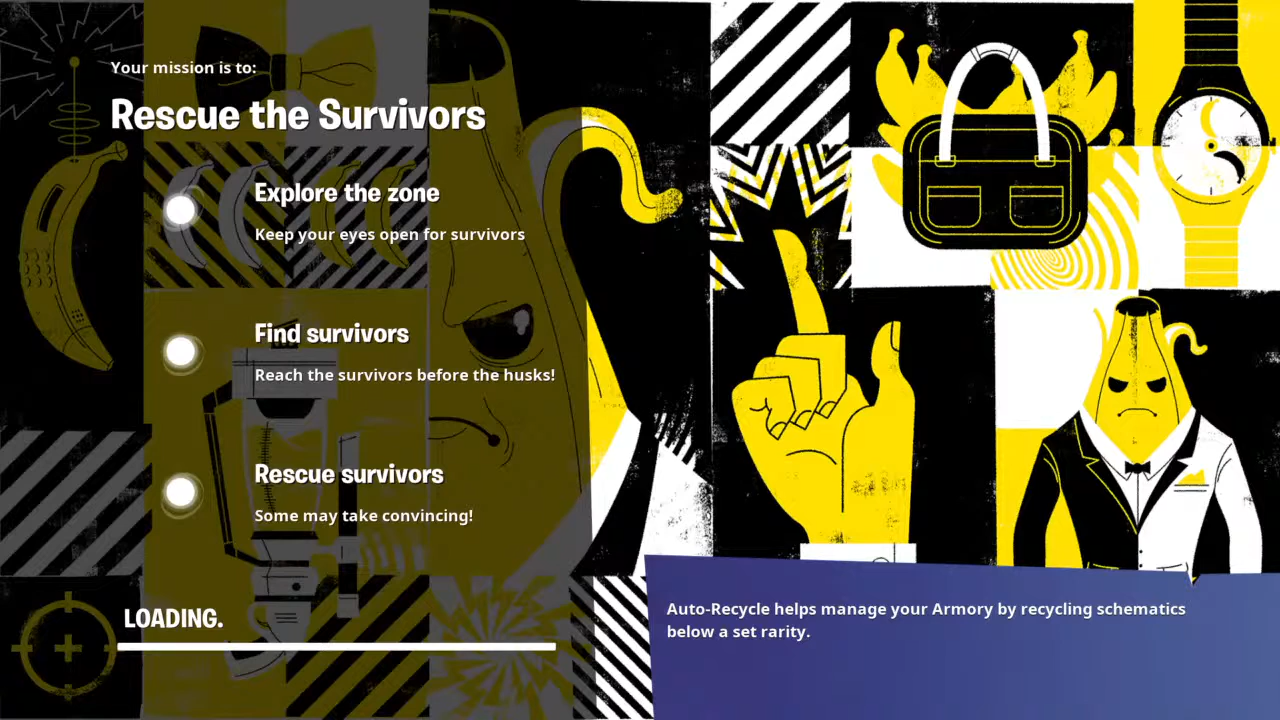 Your mission is to:
Rescue the Survivors
Explore the zone
Keep your eyes open for survivors
Find survivors
Reach the survivors before the husks!
Rescue survivors
Some may take convincing!
LOADING.
Auto-Recycle helps manage your Armory by recycling schematics
below a set rarity.